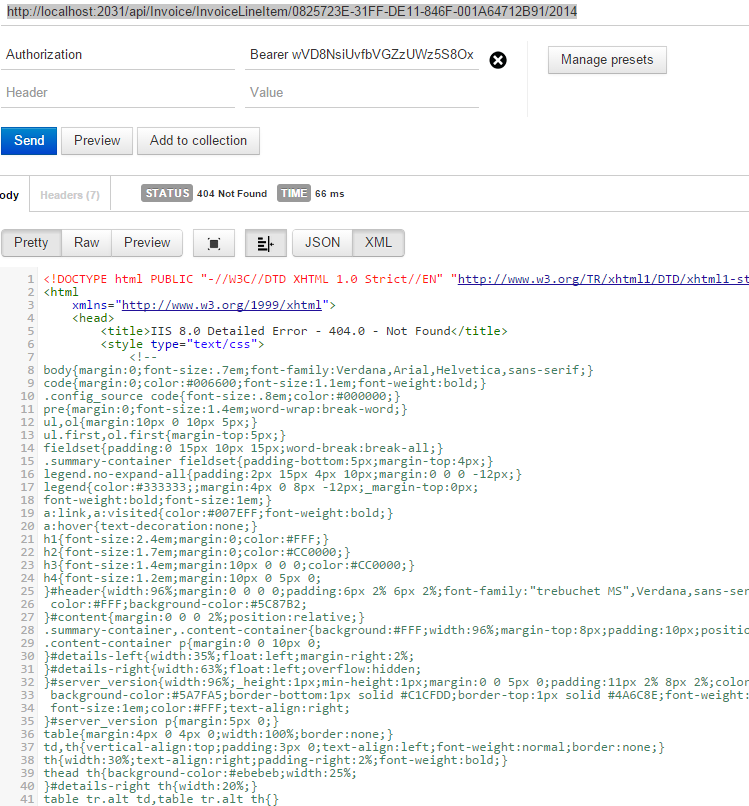 http://localhost:2031/api/Invoice/InvoiceLineItem/0825723E-31FF-DE11-846F-001A64712B91/2014
Authorization Bearer wVD8NsiUvfbVGZzUWz5S8Ox Manage presets
Header Value
Send Preview Add to collection
ody Headers (7) STATUS 404 Not Found TIME 66 ms
Pretty Raw Preview JSON XML
1 <!DOCTYPE html PUBLIC "-//W3C//DTD XHTML 1.0 Strict//EN" "http://www.w3.org/TR/xhtml1/DTD/xhtml1-st
2 <html
3 xmlns="http://www.w3.org/1999/xhtml">
4 <head>
5 <title>IIS 8.0 Detailed Error - 404.0 - Not Found</title>
6 <style type="text/css">
7 <!--
8 body{margin:0;font-size:.7em;font-family:Verdana,Arial,Helvetica,sans-serif;}
9 code{margin:0;color:#006600;font-size:1.1em;font-weight:bold;}
10 .config_source code{font-size:.8em;color:#000000;}
11 pre{margin:0;font-size:1.4em;word-wrap:break-word;}
12 ul,ol{margin:10px 0 10px 5px;}
13 ul.first,ol.first{margin-top:5px;}
14 fieldset{padding:0 15px 10px 15px;word-break:break-all;}
15 .summary-container fieldset{padding-bottom:5px;margin-top:4px;}
16 legend.no-expand-all{padding:2px 15px 4px 10px;margin:0 0 0 -12px;}
17 legend{color:#333333;;margin:4px 0 8px -12px;_margin-top:0px;
18 font-weight:bold;font-size:1em;}
19 a:link,a:visited{color:#007EFF;font-weight:bold;}
20 a:hover{text-decoration:none;}
21 h1{font-size:2.4em;margin:0;color:#FFF;}
22 h2{font-size:1.7em;margin:0;color:#CC0000;}
23 h3{font-size:1.4em;margin:10px 0 0 0;color:#CC0000;}
24 h4{font-size:1.2em;margin:10px 0 5px 0;
25 }#header{width:96%;margin:0 0 0 0;padding:6px 2% 6px 2%;font-family:"trebuchet MS",Verdana,sans-ser
26 color:#FFF;background-color:#5C87B2;
27 }#content{margin:0 0 0 2%;position:relative;}
28 .summary-container,.content-container{background:#FFF;width:96%;margin-top:8px;padding:10px;positio
29 .content-container p{margin:0 0 10px 0;
30 }#details-left{width:35%;float:left;margin-right:2%;
31 }#details-right{width:63%;float:left;overflow:hidden;
32 }#server_version{width:96%;_height:1px;min-height:1px;margin:0 0 5px 0;padding:11px 2% 8px 2%;color
33 background-color:#5A7FA5;border-bottom:1px solid #C1CFDD;border-top:1px solid #4A6C8E;font-weight:
34 font-size:1em;color:#FFF;text-align:right;
35 }#server_version p{margin:5px 0;}
36 table{margin:4px 0 4px 0;width:100%;border:none;}
37 td,th{vertical-align:top;padding:3px 0;text-align:left;font-weight:normal;border:none;}
38 th{width:30%;text-align:right;padding-right:2%;font-weight:bold;}
39 thead th{background-color:#ebebeb;width:25%;
40 }#details-right th{width:20%;}
41 table tr.alt td,table tr.alt th{}